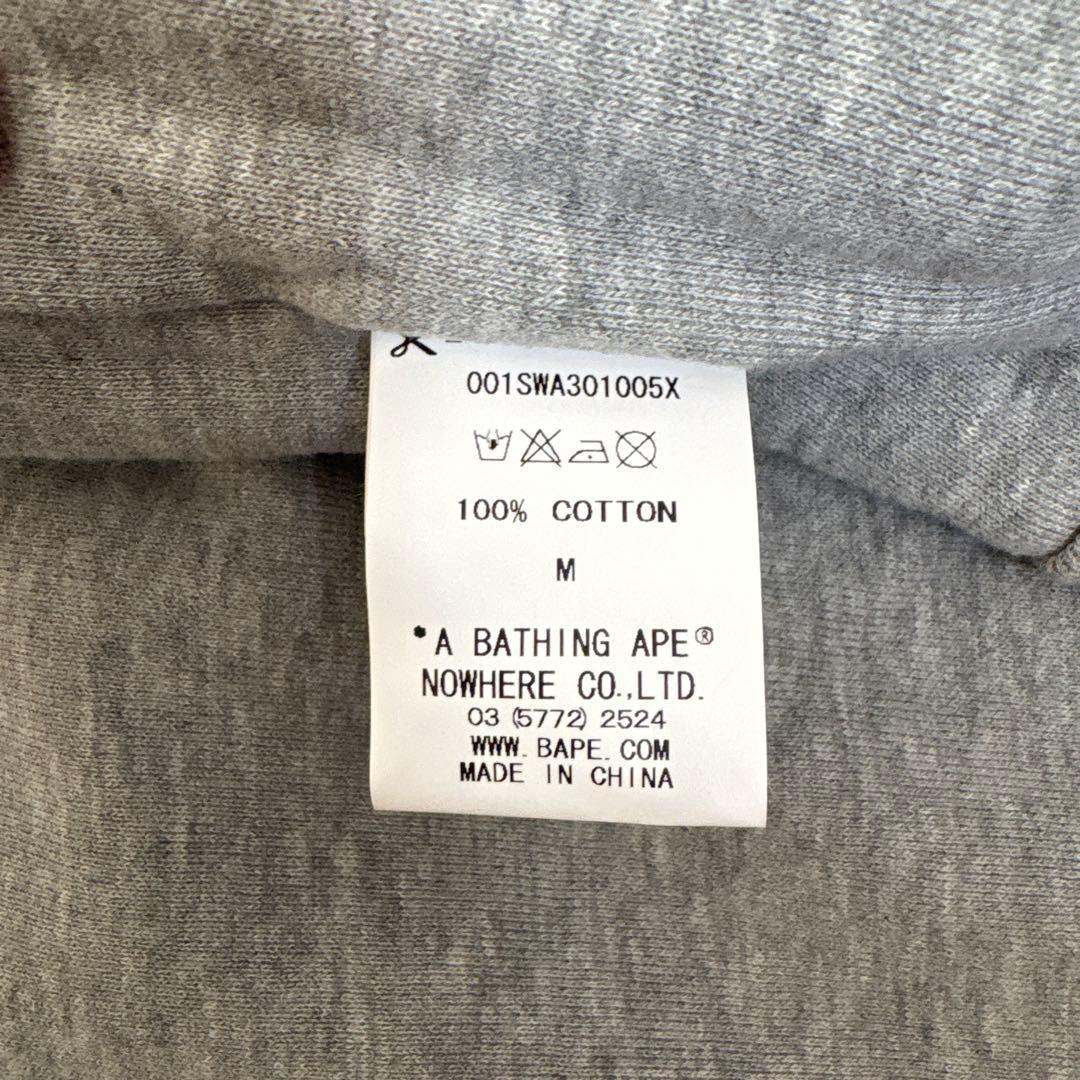 001SWA301005X
100% COTTON
M
*A BATHING APE®
NOWHERE CO.,LTD.
03 (5772) 2524
WWW. BAPE. COM
MADE IN CHINA